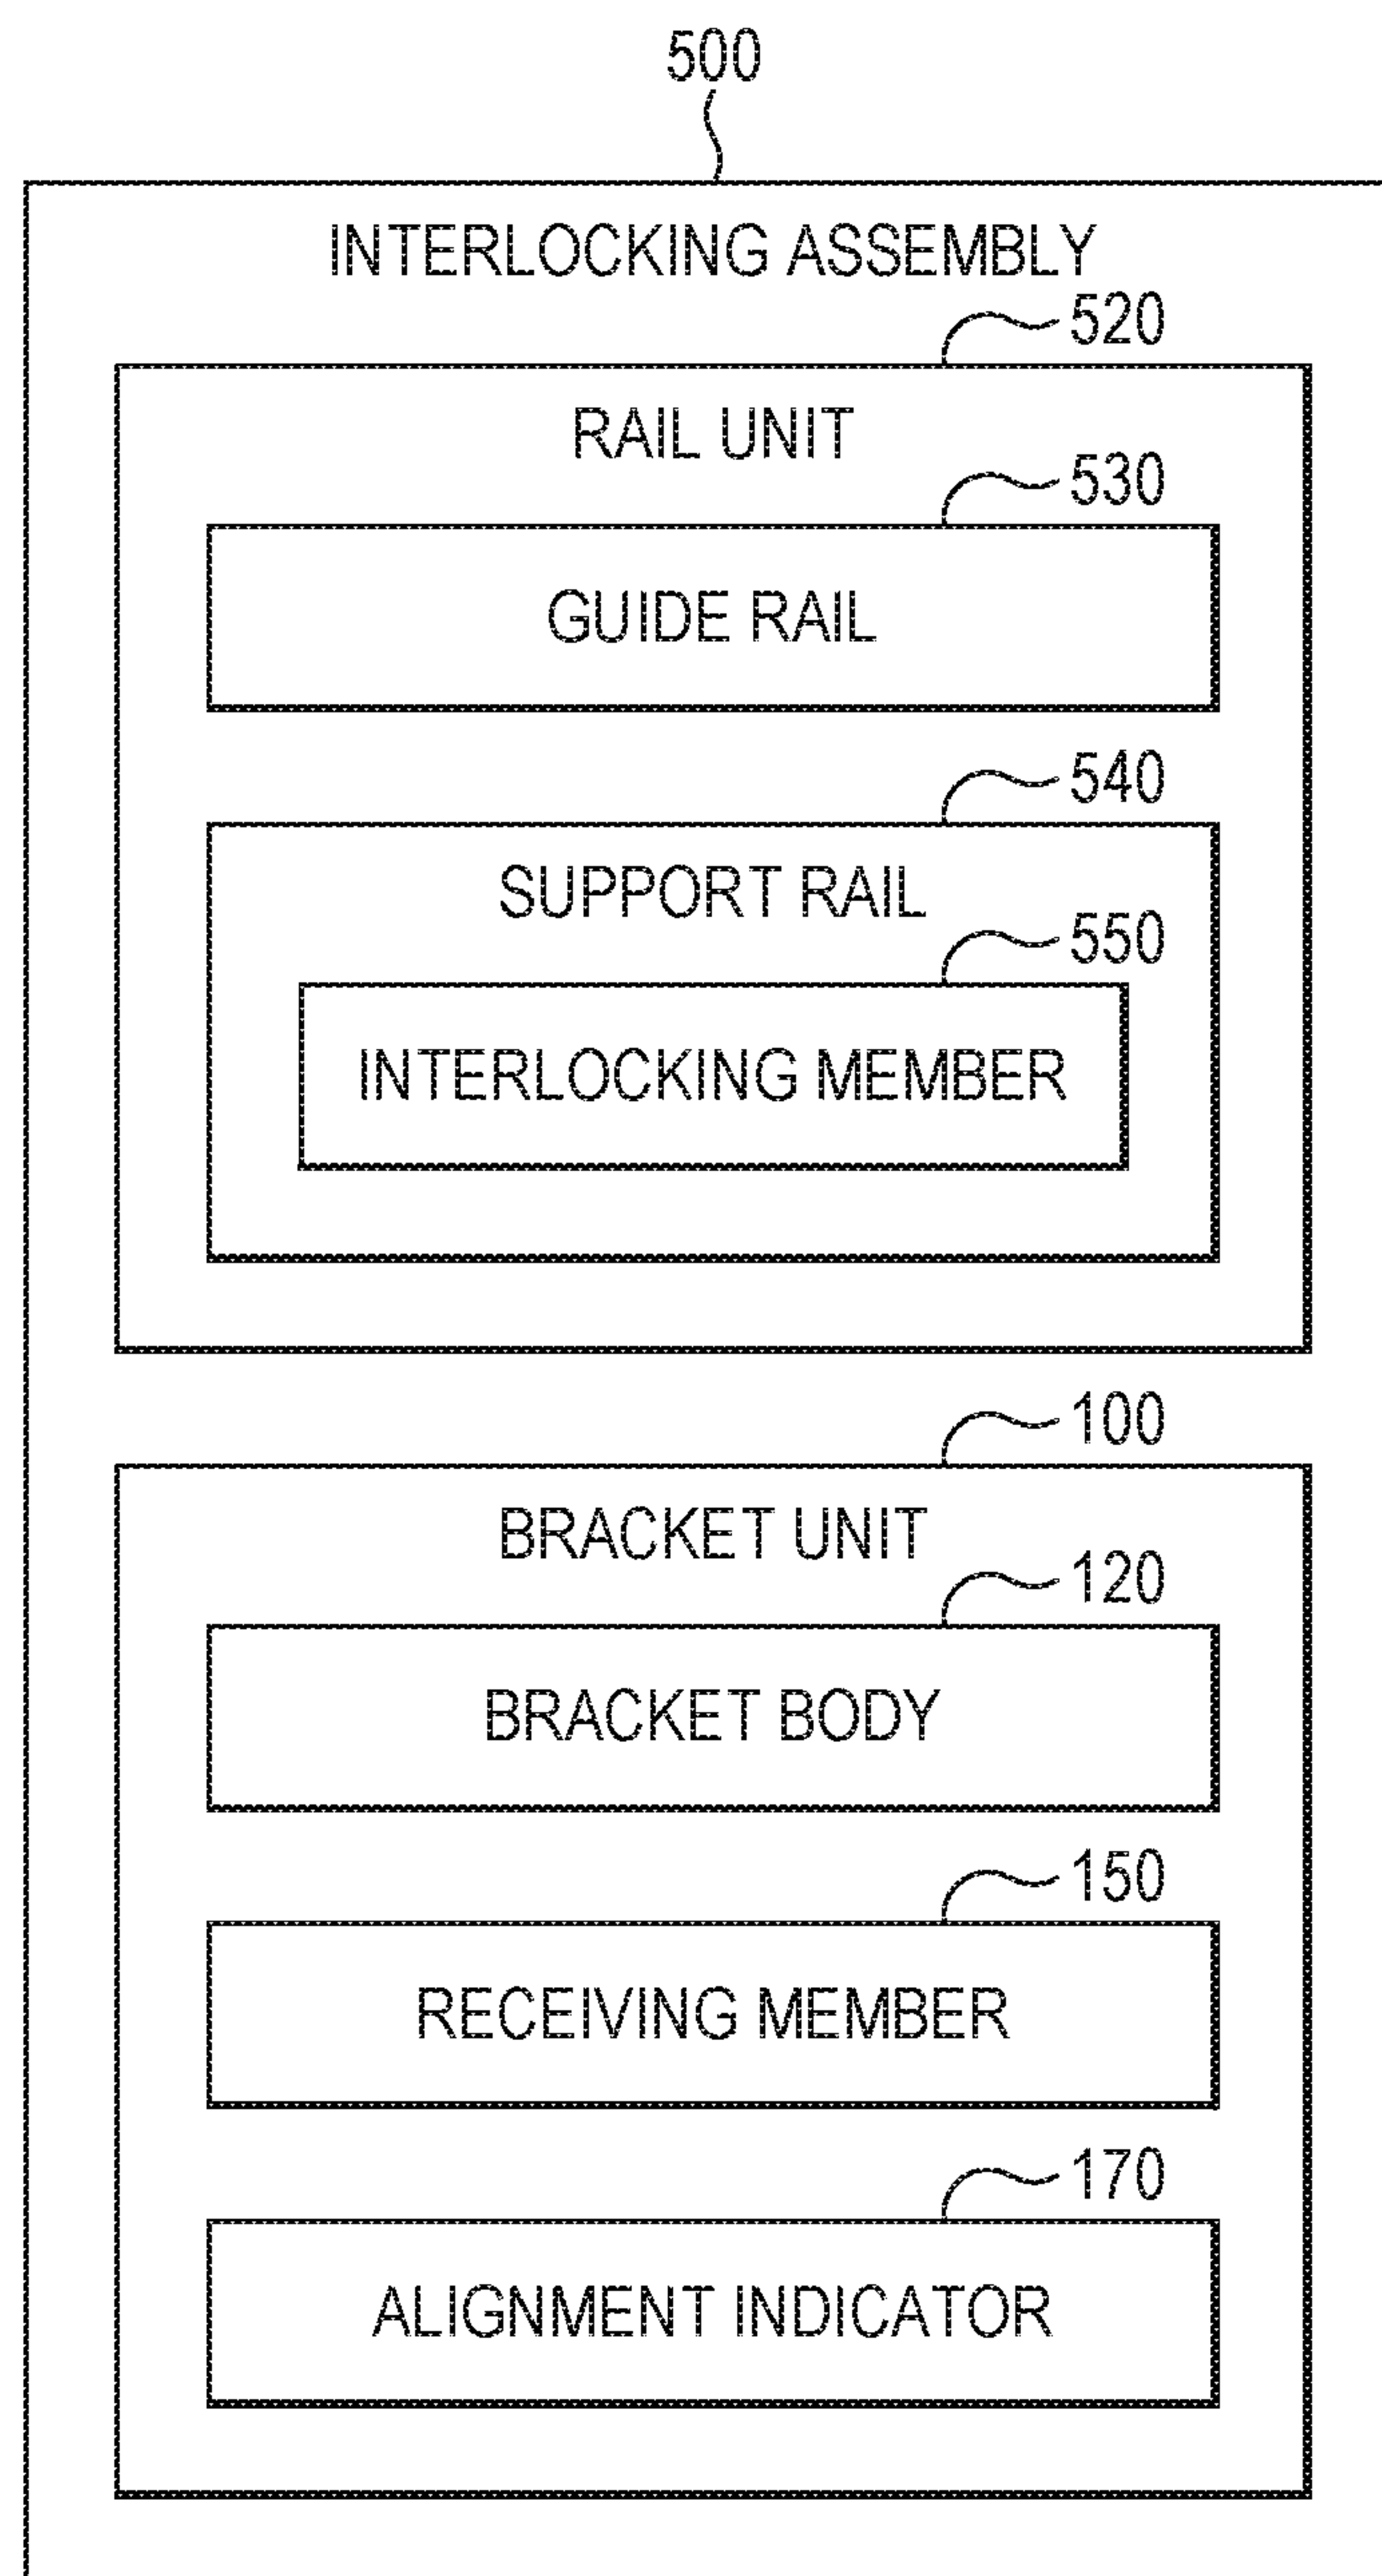 500
INTERLOCKING ASSEMBLY
520
RAIL UNIT
530
GUIDE RAIL
540
SUPPORT RAIL
550
INTERLOCKING MEMBER
100
BRACKET UNIT
120
BRACKET BODY
150
RECEIVING MEMBER
170
ALIGNMENT INDICATOR